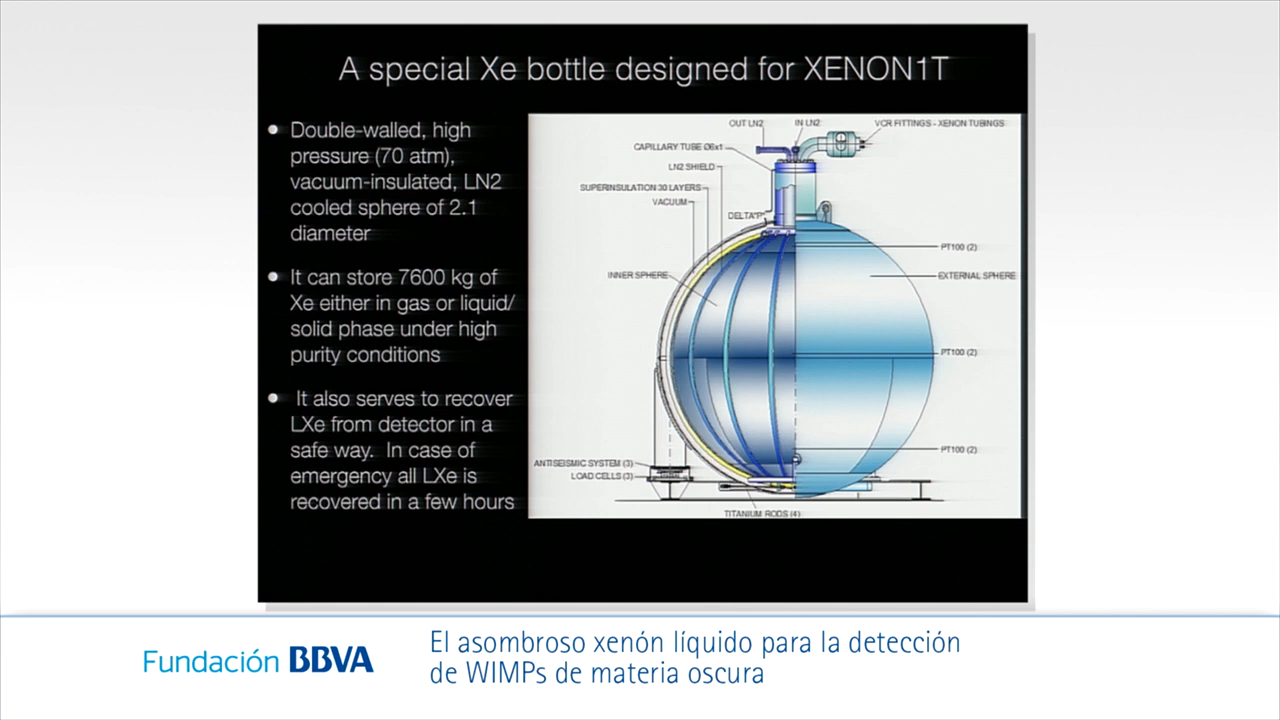 A special Xe bottle designed for XENON1T
• Double-walled, high
pressure (70 atm),
vacuum-insulated, LN2
cooled sphere of 2.1
diameter
• It can store 7600 kg of
Xe either in gas or liquid/
solid phase under high
purity conditions
• It also serves to recover
LXe from detector in a
safe way. In case of
emergency all LXe is
recovered in a few hours
OUT LN2
IN LN2
VCR FITTINGS - XENON TUBINGS
CAPILLARY TUBE Ø6x1
LN2 SHIELD
SUPERINSULATION 30 LAYERS
VACUUM
DELTA"P"
PT100 (2)
INNER SPHERE
EXTERNAL SPHERE
PT100 (2)
PT100 (2)
ANTISEISMIC SYSTEM (3)
LOAD CELLS (3)
TITANIUM RODS (4)
Fundación BBVA
El asombroso xenón líquido para la detección
de WIMPs de materia oscura